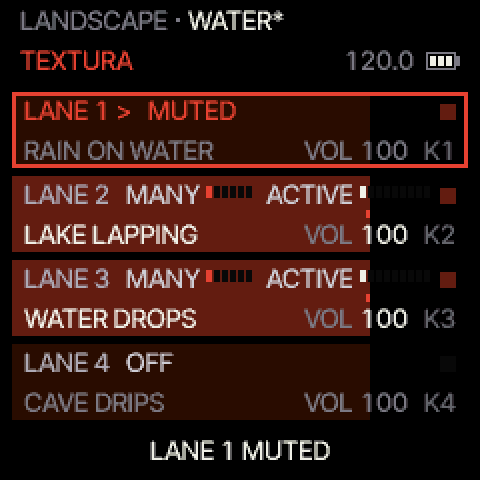 LANDSCAPE · WATER*
TEXTURA 120.0
LANE 1 > MUTED
RAIN ON WATER VOL 100 K1
LANE 2 MANY ACTIVE
LAKE LAPPING VOL 100 K2
LANE 3 MANY ACTIVE
WATER DROPS VOL 100 K3
LANE 4 OFF
CAVE DRIPS VOL 100 K4
LANE 1 MUTED